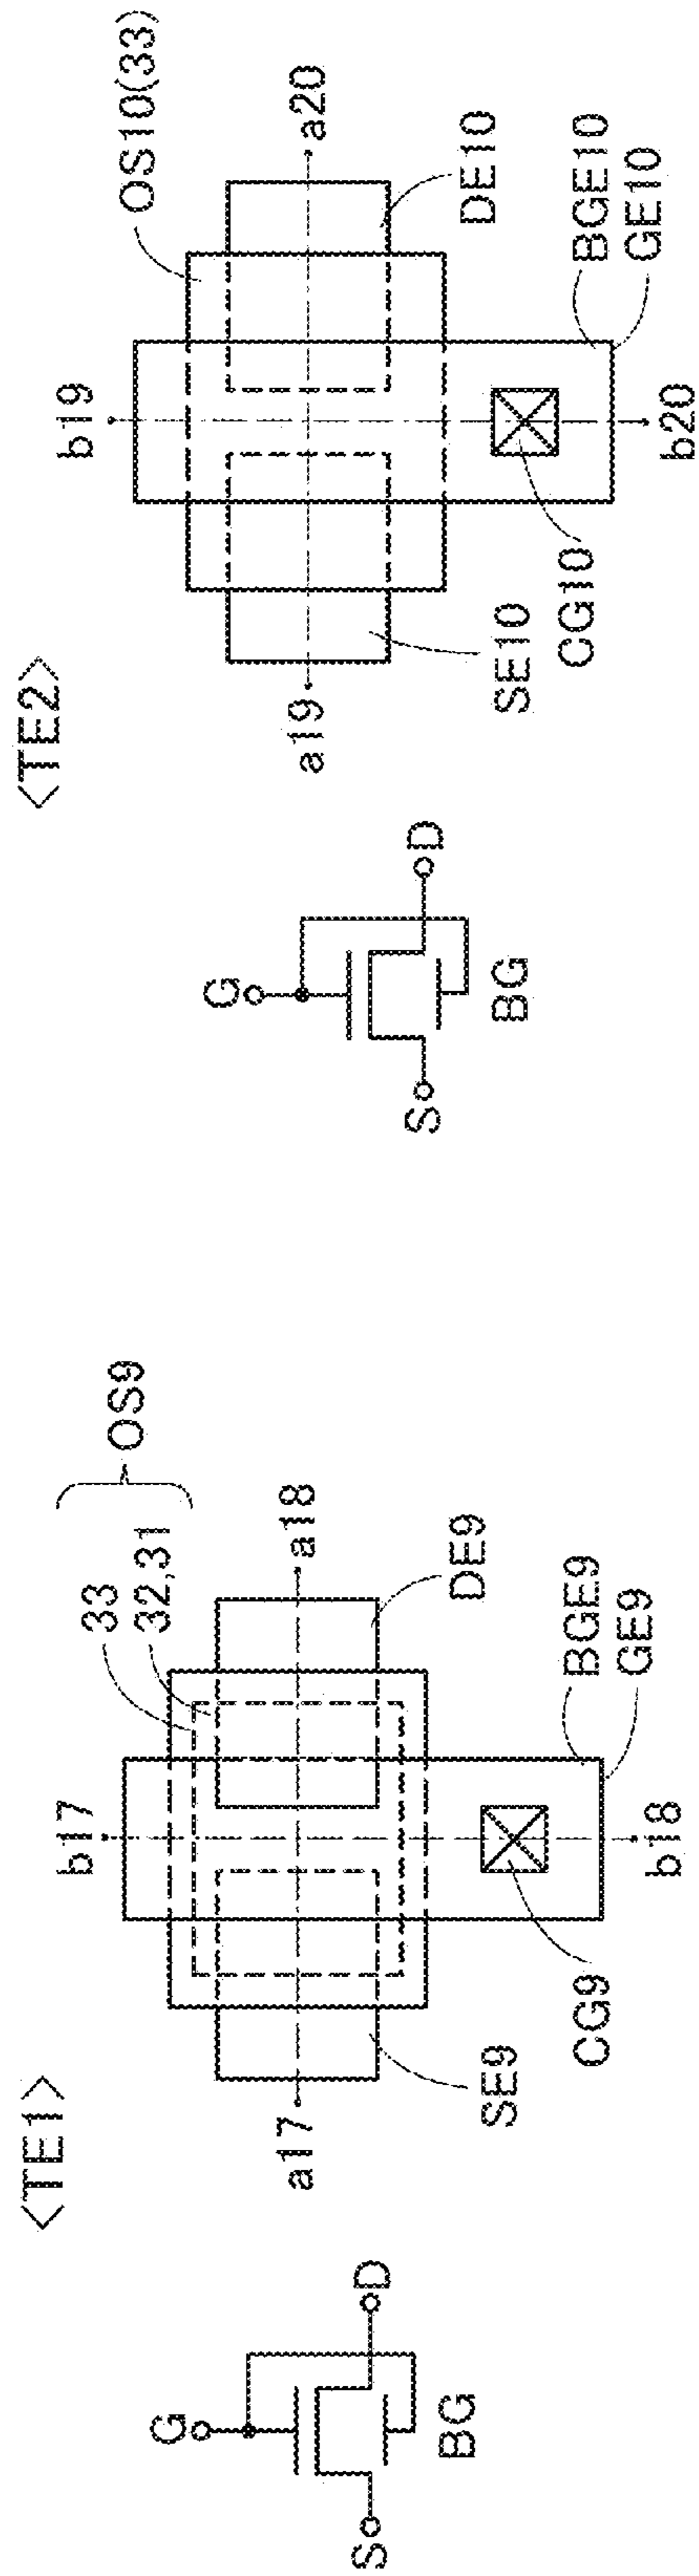 <TE1>
G
S
D
BG
b17
33
32,31
OS9
a17
a18
SE9
DE9
CG9
BGE9
GE9
b18
<TE2>
G
S
D
BG
b19
OS10(33)
a19
a20
SE10
DE10
CG10
BGE10
GE10
b20